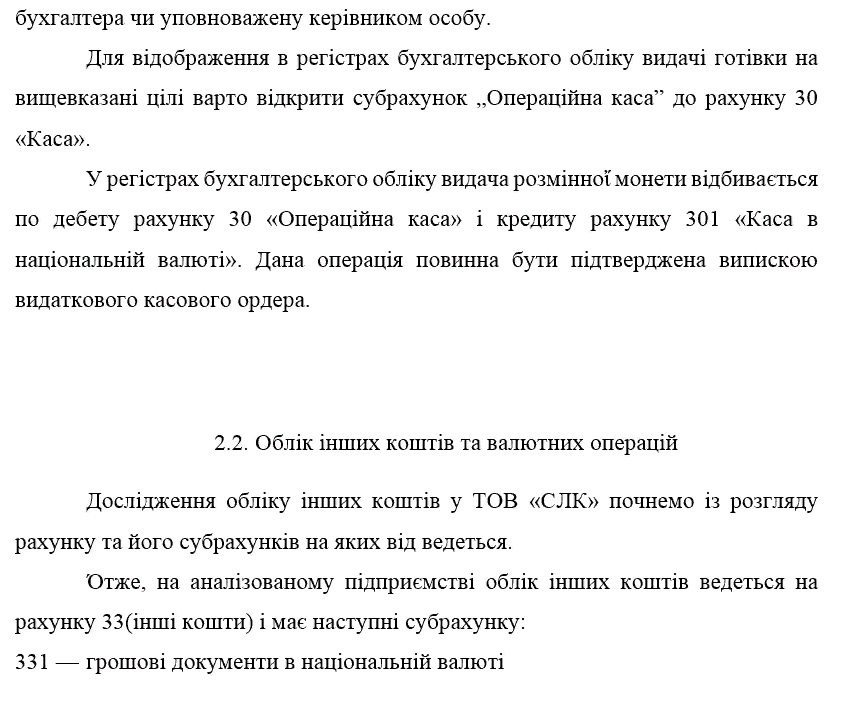 бухгалтера чи уповноважену керівником особу.
Для відображення в регістрах бухгалтерського обліку видачі готівки на
вищевказані цілі варто відкрити субрахунок „Операційна каса” до рахунку 30
«Каса».
У регістрах бухгалтерського обліку видача розмінної монети відбивається
по дебету рахунку 30 «Операційна каса» і кредиту рахунку 301 «Каса в
національній валюті». Дана операція повинна бути підтверджена випискою
видаткового касового ордера.
2.2. Облік інших коштів та валютних операцій
Дослідження обліку інших коштів у ТОВ «СЛК» почнемо із розгляду
рахунку та його субрахунків на яких від ведеться.
Отже, на аналізованому підприємстві облік інших коштів ведеться на
рахунку 33(інші кошти) і має наступні субрахунку:
331 — грошові документи в національній валюті